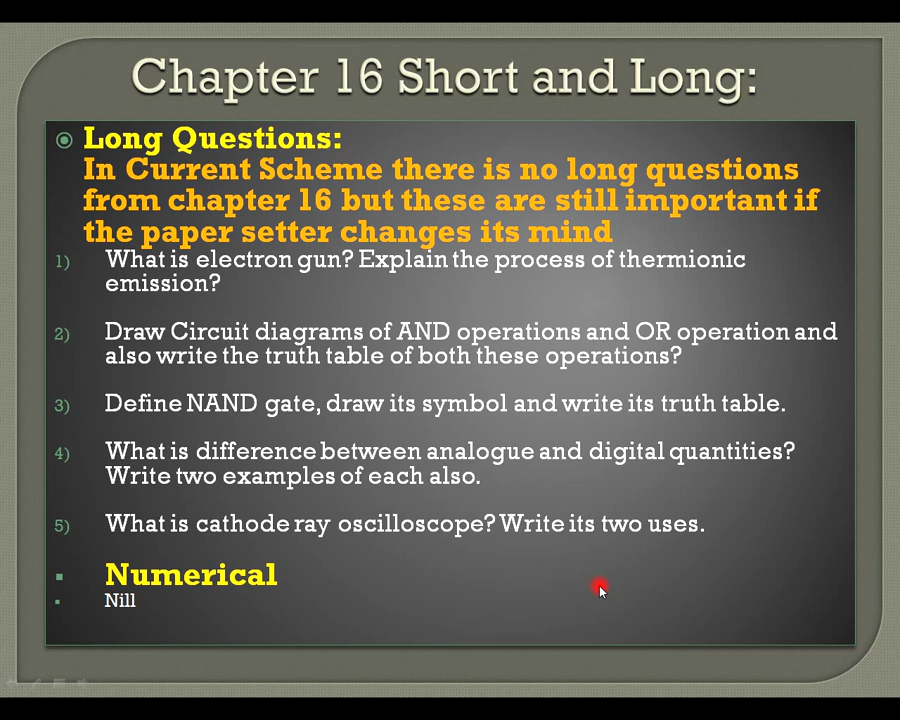 Chapter 16 Short and Long:
Long Questions:
In Current Scheme there is no long questions
from chapter 16 but these are still important if
the paper setter changes its mind
1) What is electron gun? Explain the process of thermionic
emission?
2) Draw Circuit diagrams of AND operations and OR operation and
also write the truth table of both these operations?
3) Define NAND gate, draw its symbol and write its truth table.
4) What is difference between analogue and digital quantities?
Write two examples of each also.
5) What is cathode ray oscilloscope? Write its two uses.
Numerical
Nill